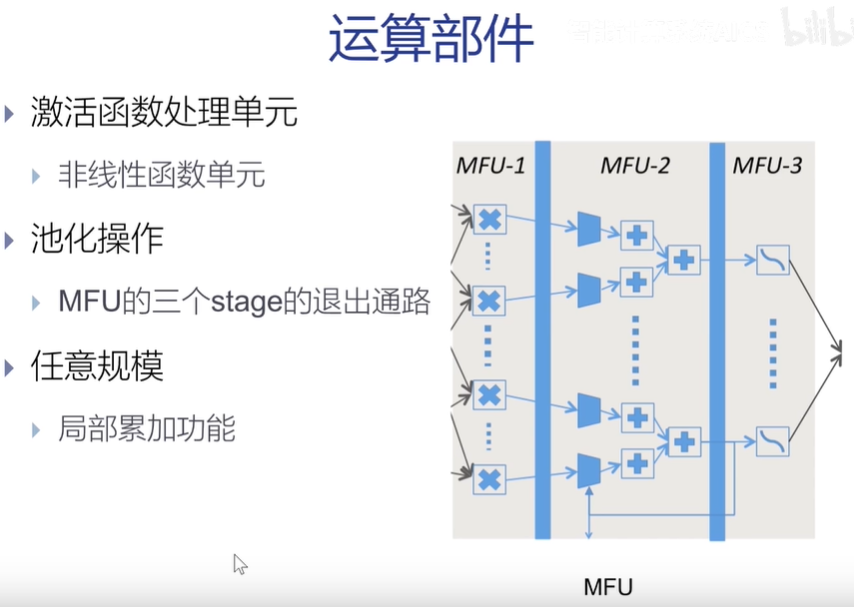 运算部件
激活函数处理单元
非线性函数单元
池化操作
MFU的三个stage的退出通路
任意规模
局部累加功能
MFU-1
MFU-2
MFU-3
MFU
bilibi